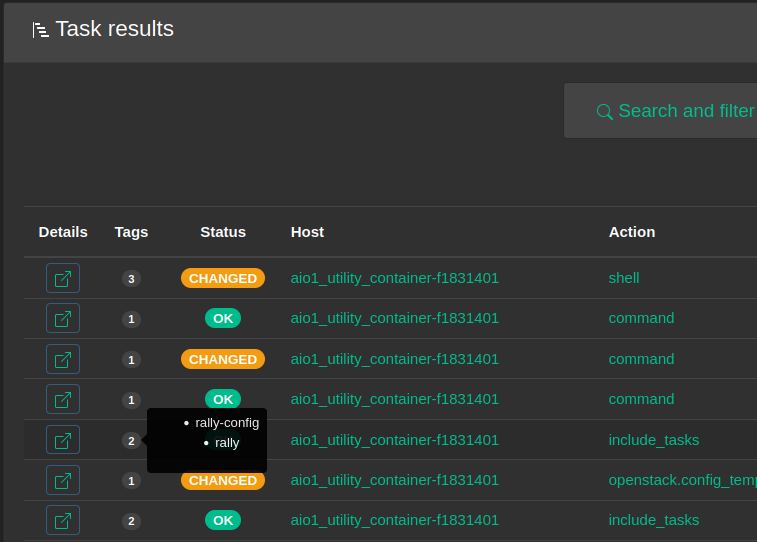 Task results
Search and filter
Details Tags Status Host Action
3 CHANGED aio1_utility_container-f1831401 shell
1 OK aio1_utility_container-f1831401 command
1 CHANGED aio1_utility_container-f1831401 command
1 OK aio1_utility_container-f1831401 command
• rally-config
• rally
2 aio1_utility_container-f1831401 include_tasks
1 CHANGED aio1_utility_container-f1831401 openstack.config_temp
2 OK aio1_utility_container-f1831401 include_tasks